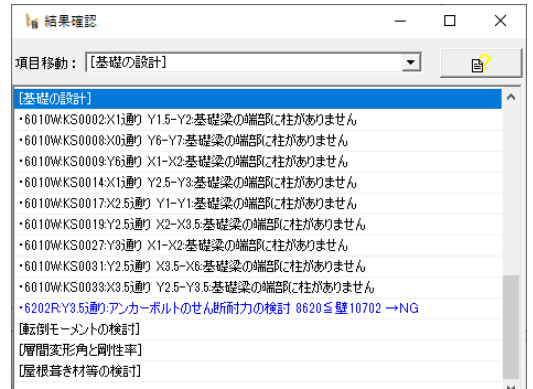 結果確認
項目移動： [基礎の設計]
[基礎の設計]
・6010W:KS0002:X1通り Y1.5-Y2:基礎梁の端部に柱がありません
・6010W:KS0008:X0通り Y6-Y7:基礎梁の端部に柱がありません
・6010W:KS0009:Y6通り X1-X2:基礎梁の端部に柱がありません
・6010W:KS0014:X1通り Y2.5-Y3:基礎梁の端部に柱がありません
・6010W:KS0017:X2.5通り Y1-Y1:基礎梁の端部に柱がありません
・6010W:KS0019:Y2.5通り X2-X3.5:基礎梁の端部に柱がありません
・6010W:KS0027:Y3通り X1-X2:基礎梁の端部に柱がありません
・6010W:KS0031:Y2.5通り X3.5-X6:基礎梁の端部に柱がありません
・6010W:KS0033:X3.5通り Y2.5-Y3.5:基礎梁の端部に柱がありません
・6202R:Y3.5通り:アンカーボルトのせん断耐力の検討 8620≦壁10702 →NG
[転倒モーメントの検討]
[層間変形角と剛性率]
[屋根葺き材等の検討]